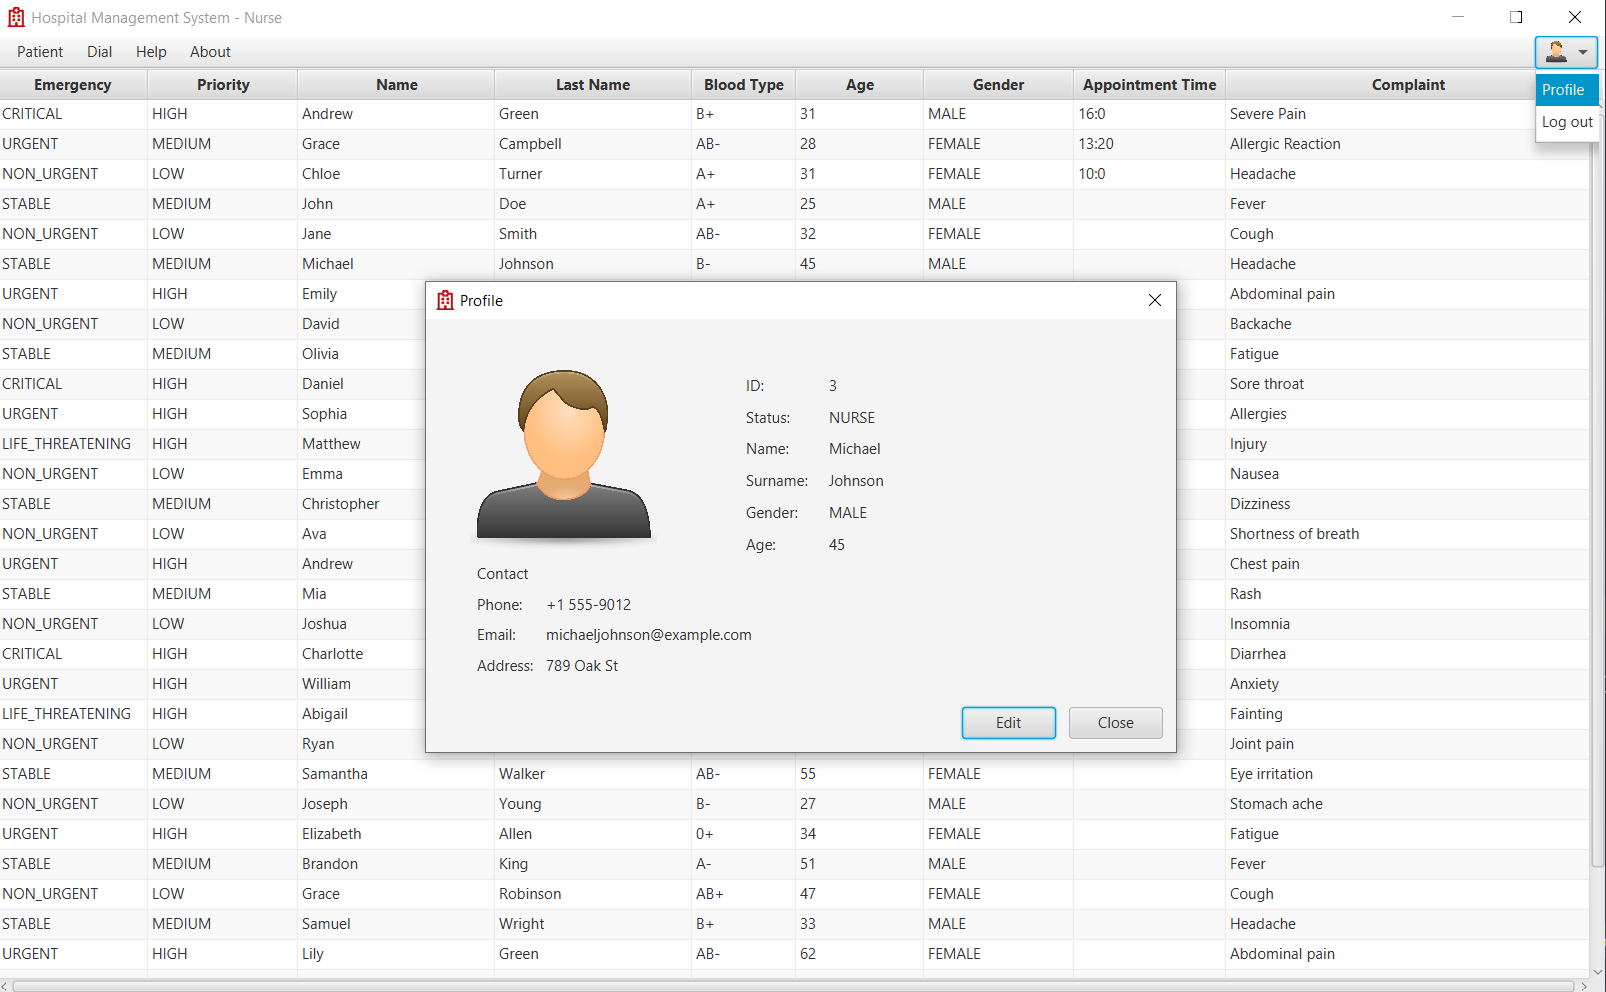 Hospital Management System - Nurse
Patient Dial Help About
Profile
Log out
Emergency Priority Name Last Name Blood Type Age Gender Appointment Time Complaint
CRITICAL HIGH Andrew Green B+ 31 MALE 16:0 Severe Pain
URGENT MEDIUM Grace Campbell AB- 28 FEMALE 13:20 Allergic Reaction
NON_URGENT LOW Chloe Turner A+ 31 FEMALE 10:0 Headache
STABLE MEDIUM John Doe A+ 25 MALE Fever
NON_URGENT LOW Jane Smith AB- 32 FEMALE Cough
STABLE MEDIUM Michael Johnson B- 45 MALE Headache
URGENT HIGH Emily Abdominal pain
NON_URGENT LOW David Backache
STABLE MEDIUM Olivia Fatigue
CRITICAL HIGH Daniel Sore throat
URGENT HIGH Sophia Allergies
LIFE_THREATENING HIGH Matthew Injury
NON_URGENT LOW Emma Nausea
STABLE MEDIUM Christopher Dizziness
NON_URGENT LOW Ava Shortness of breath
URGENT HIGH Andrew Chest pain
STABLE MEDIUM Mia Rash
NON_URGENT LOW Joshua Insomnia
CRITICAL HIGH Charlotte Diarrhea
URGENT HIGH William Anxiety
LIFE_THREATENING HIGH Abigail Fainting
NON_URGENT LOW Ryan Joint pain
STABLE MEDIUM Samantha Walker AB- 55 FEMALE Eye irritation
NON_URGENT LOW Joseph Young B- 27 MALE Stomach ache
URGENT HIGH Elizabeth Allen 0+ 34 FEMALE Fatigue
STABLE MEDIUM Brandon King A- 51 MALE Fever
NON_URGENT LOW Grace Robinson AB+ 47 FEMALE Cough
STABLE MEDIUM Samuel Wright B+ 33 MALE Headache
URGENT HIGH Lily Green AB- 62 FEMALE Abdominal pain
Profile
ID: 3
Status: NURSE
Name: Michael
Surname: Johnson
Gender: MALE
Age: 45
Contact
Phone: +1 555-9012
Email: michaeljohnson@example.com
Address: 789 Oak St
Edit Close